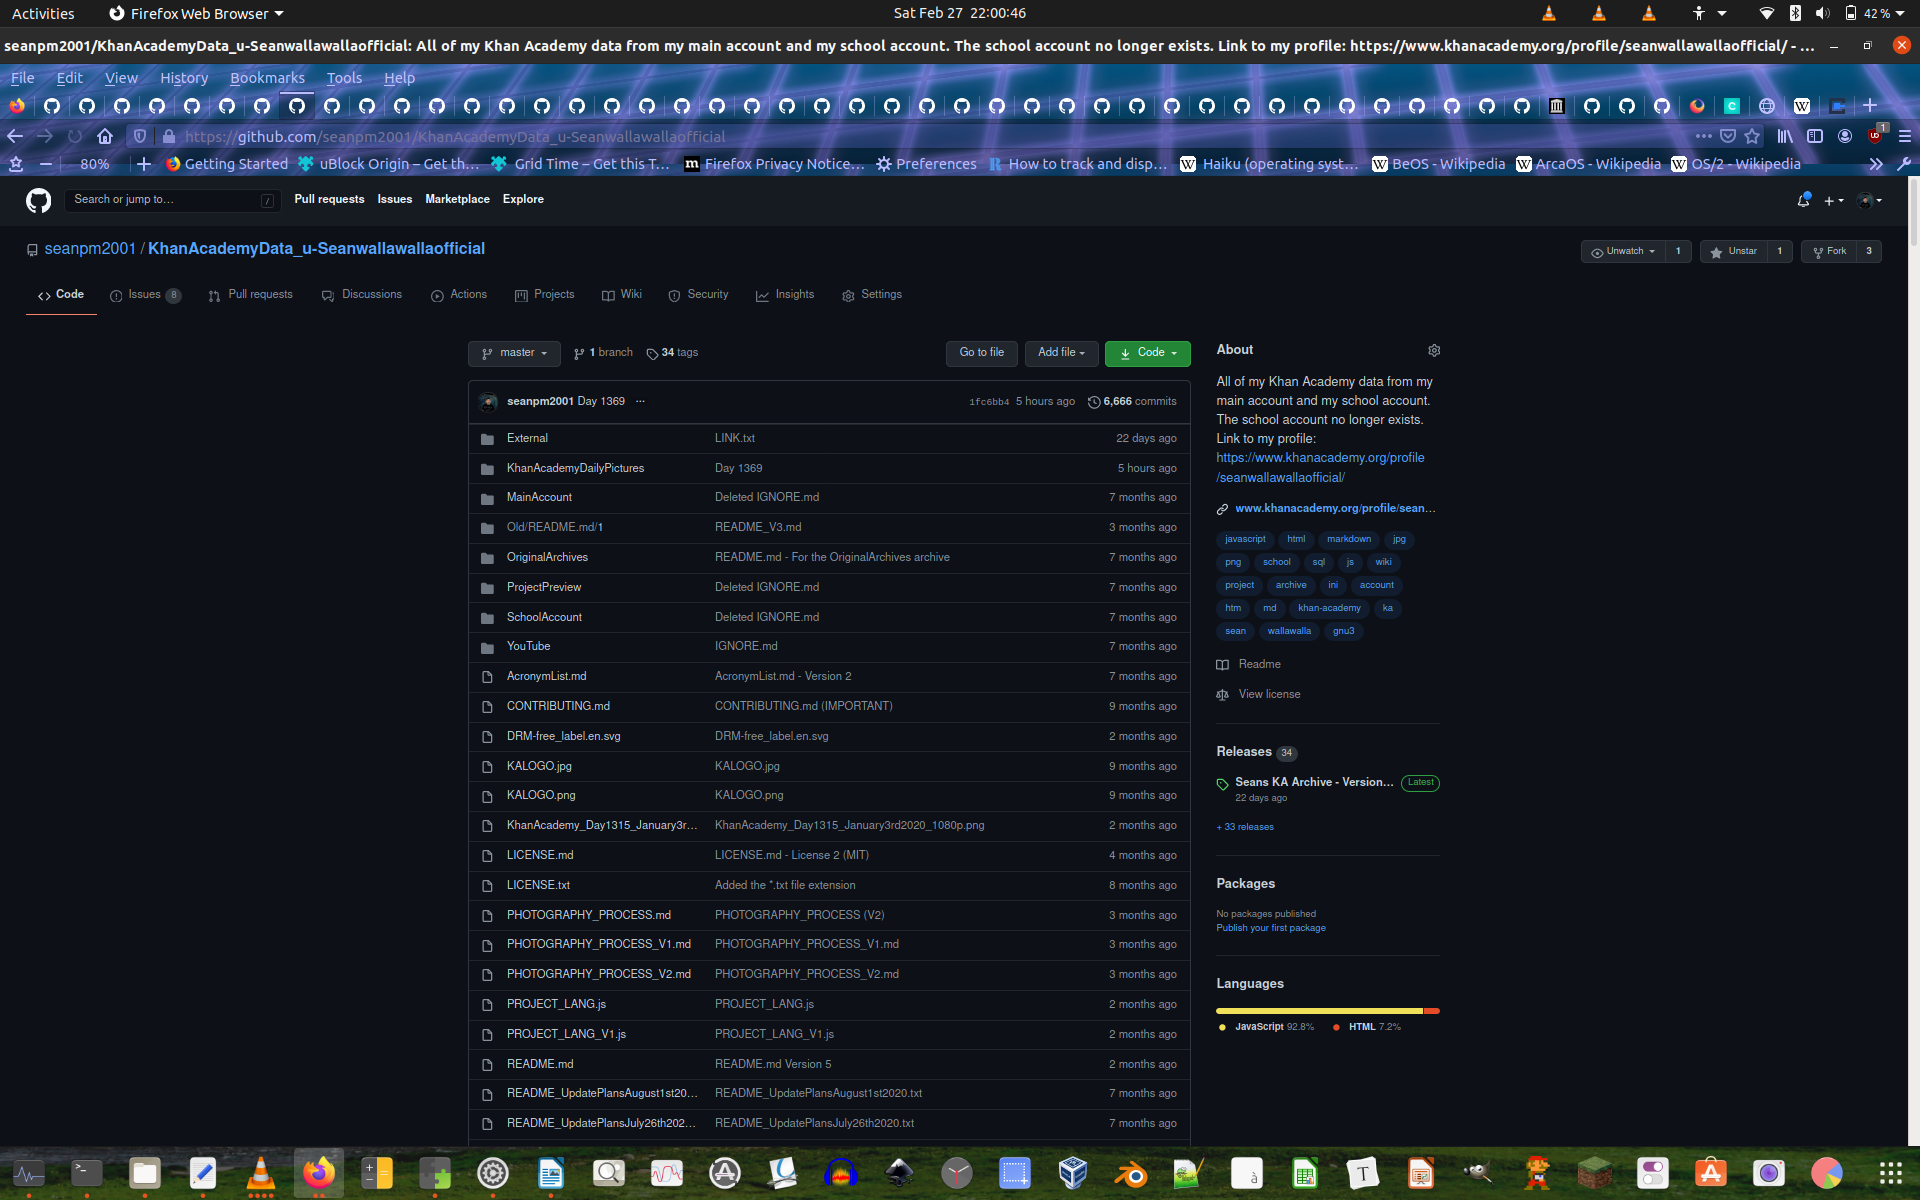 Activities
Firefox Web Browser
Sat Feb 27 22:00:46
42 %
seanpm2001/KhanAcademyData_u-Seanwallawallaofficial: All of my Khan Academy data from my main account and my school account. The school account no longer exists. Link to my profile: https://www.khanacademy.org/profile/seanwallawallaofficial/ - ...
File Edit View History Bookmarks Tools Help
https://github.com/seanpm2001/KhanAcademyData_u-Seanwallawallaofficial
1
80%
Getting Started
uBlock Origin – Get th…
Grid Time – Get this T…
Firefox Privacy Notice…
Preferences
How to track and disp…
Haiku (operating syst…
BeOS - Wikipedia
ArcaOS - Wikipedia
OS/2 - Wikipedia
Search or jump to…
/
Pull requests Issues Marketplace Explore
seanpm2001 / KhanAcademyData_u-Seanwallawallaofficial
Unwatch 1
Unstar 1
Fork 3
Code
Issues 8
Pull requests
Discussions
Actions
Projects
Wiki
Security
Insights
Settings
master
1 branch
34 tags
Go to file
Add file
Code
seanpm2001 Day 1369 ... 1fc6bb4 5 hours ago 6,666 commits
External LINK.txt 22 days ago
KhanAcademyDailyPictures Day 1369 5 hours ago
MainAccount Deleted IGNORE.md 7 months ago
Old/README.md/1 README_V3.md 3 months ago
OriginalArchives README.md - For the OriginalArchives archive 7 months ago
ProjectPreview Deleted IGNORE.md 7 months ago
SchoolAccount Deleted IGNORE.md 7 months ago
YouTube IGNORE.md 7 months ago
AcronymList.md AcronymList.md - Version 2 7 months ago
CONTRIBUTING.md CONTRIBUTING.md (IMPORTANT) 9 months ago
DRM-free_label.en.svg DRM-free_label.en.svg 2 months ago
KALOGO.jpg KALOGO.jpg 9 months ago
KALOGO.png KALOGO.png 9 months ago
KhanAcademy_Day1315_January3r… KhanAcademy_Day1315_January3rd2020_1080p.png 2 months ago
LICENSE.md LICENSE.md - License 2 (MIT) 4 months ago
LICENSE.txt Added the *.txt file extension 8 months ago
PHOTOGRAPHY_PROCESS.md PHOTOGRAPHY_PROCESS (V2) 3 months ago
PHOTOGRAPHY_PROCESS_V1.md PHOTOGRAPHY_PROCESS_V1.md 3 months ago
PHOTOGRAPHY_PROCESS_V2.md PHOTOGRAPHY_PROCESS_V2.md 3 months ago
PROJECT_LANG.js PROJECT_LANG.js 2 months ago
PROJECT_LANG_V1.js PROJECT_LANG_V1.js 2 months ago
README.md README.md Version 5 2 months ago
README_UpdatePlansAugust1st20… README_UpdatePlansAugust1st2020.txt 7 months ago
README_UpdatePlansJuly26th202… README_UpdatePlansJuly26th2020.txt 7 months ago
About
All of my Khan Academy data from my
main account and my school account.
The school account no longer exists.
Link to my profile:
https://www.khanacademy.org/profile
/seanwallawallaofficial/
www.khanacademy.org/profile/sean…
javascript html markdown jpg
png school sql js wiki
project archive ini account
htm md khan-academy ka
sean wallawalla gnu3
Readme
View license
Releases 34
Seans KA Archive - Version… Latest
22 days ago
+ 33 releases
Packages
No packages published
Publish your first package
Languages
JavaScript 92.8% HTML 7.2%